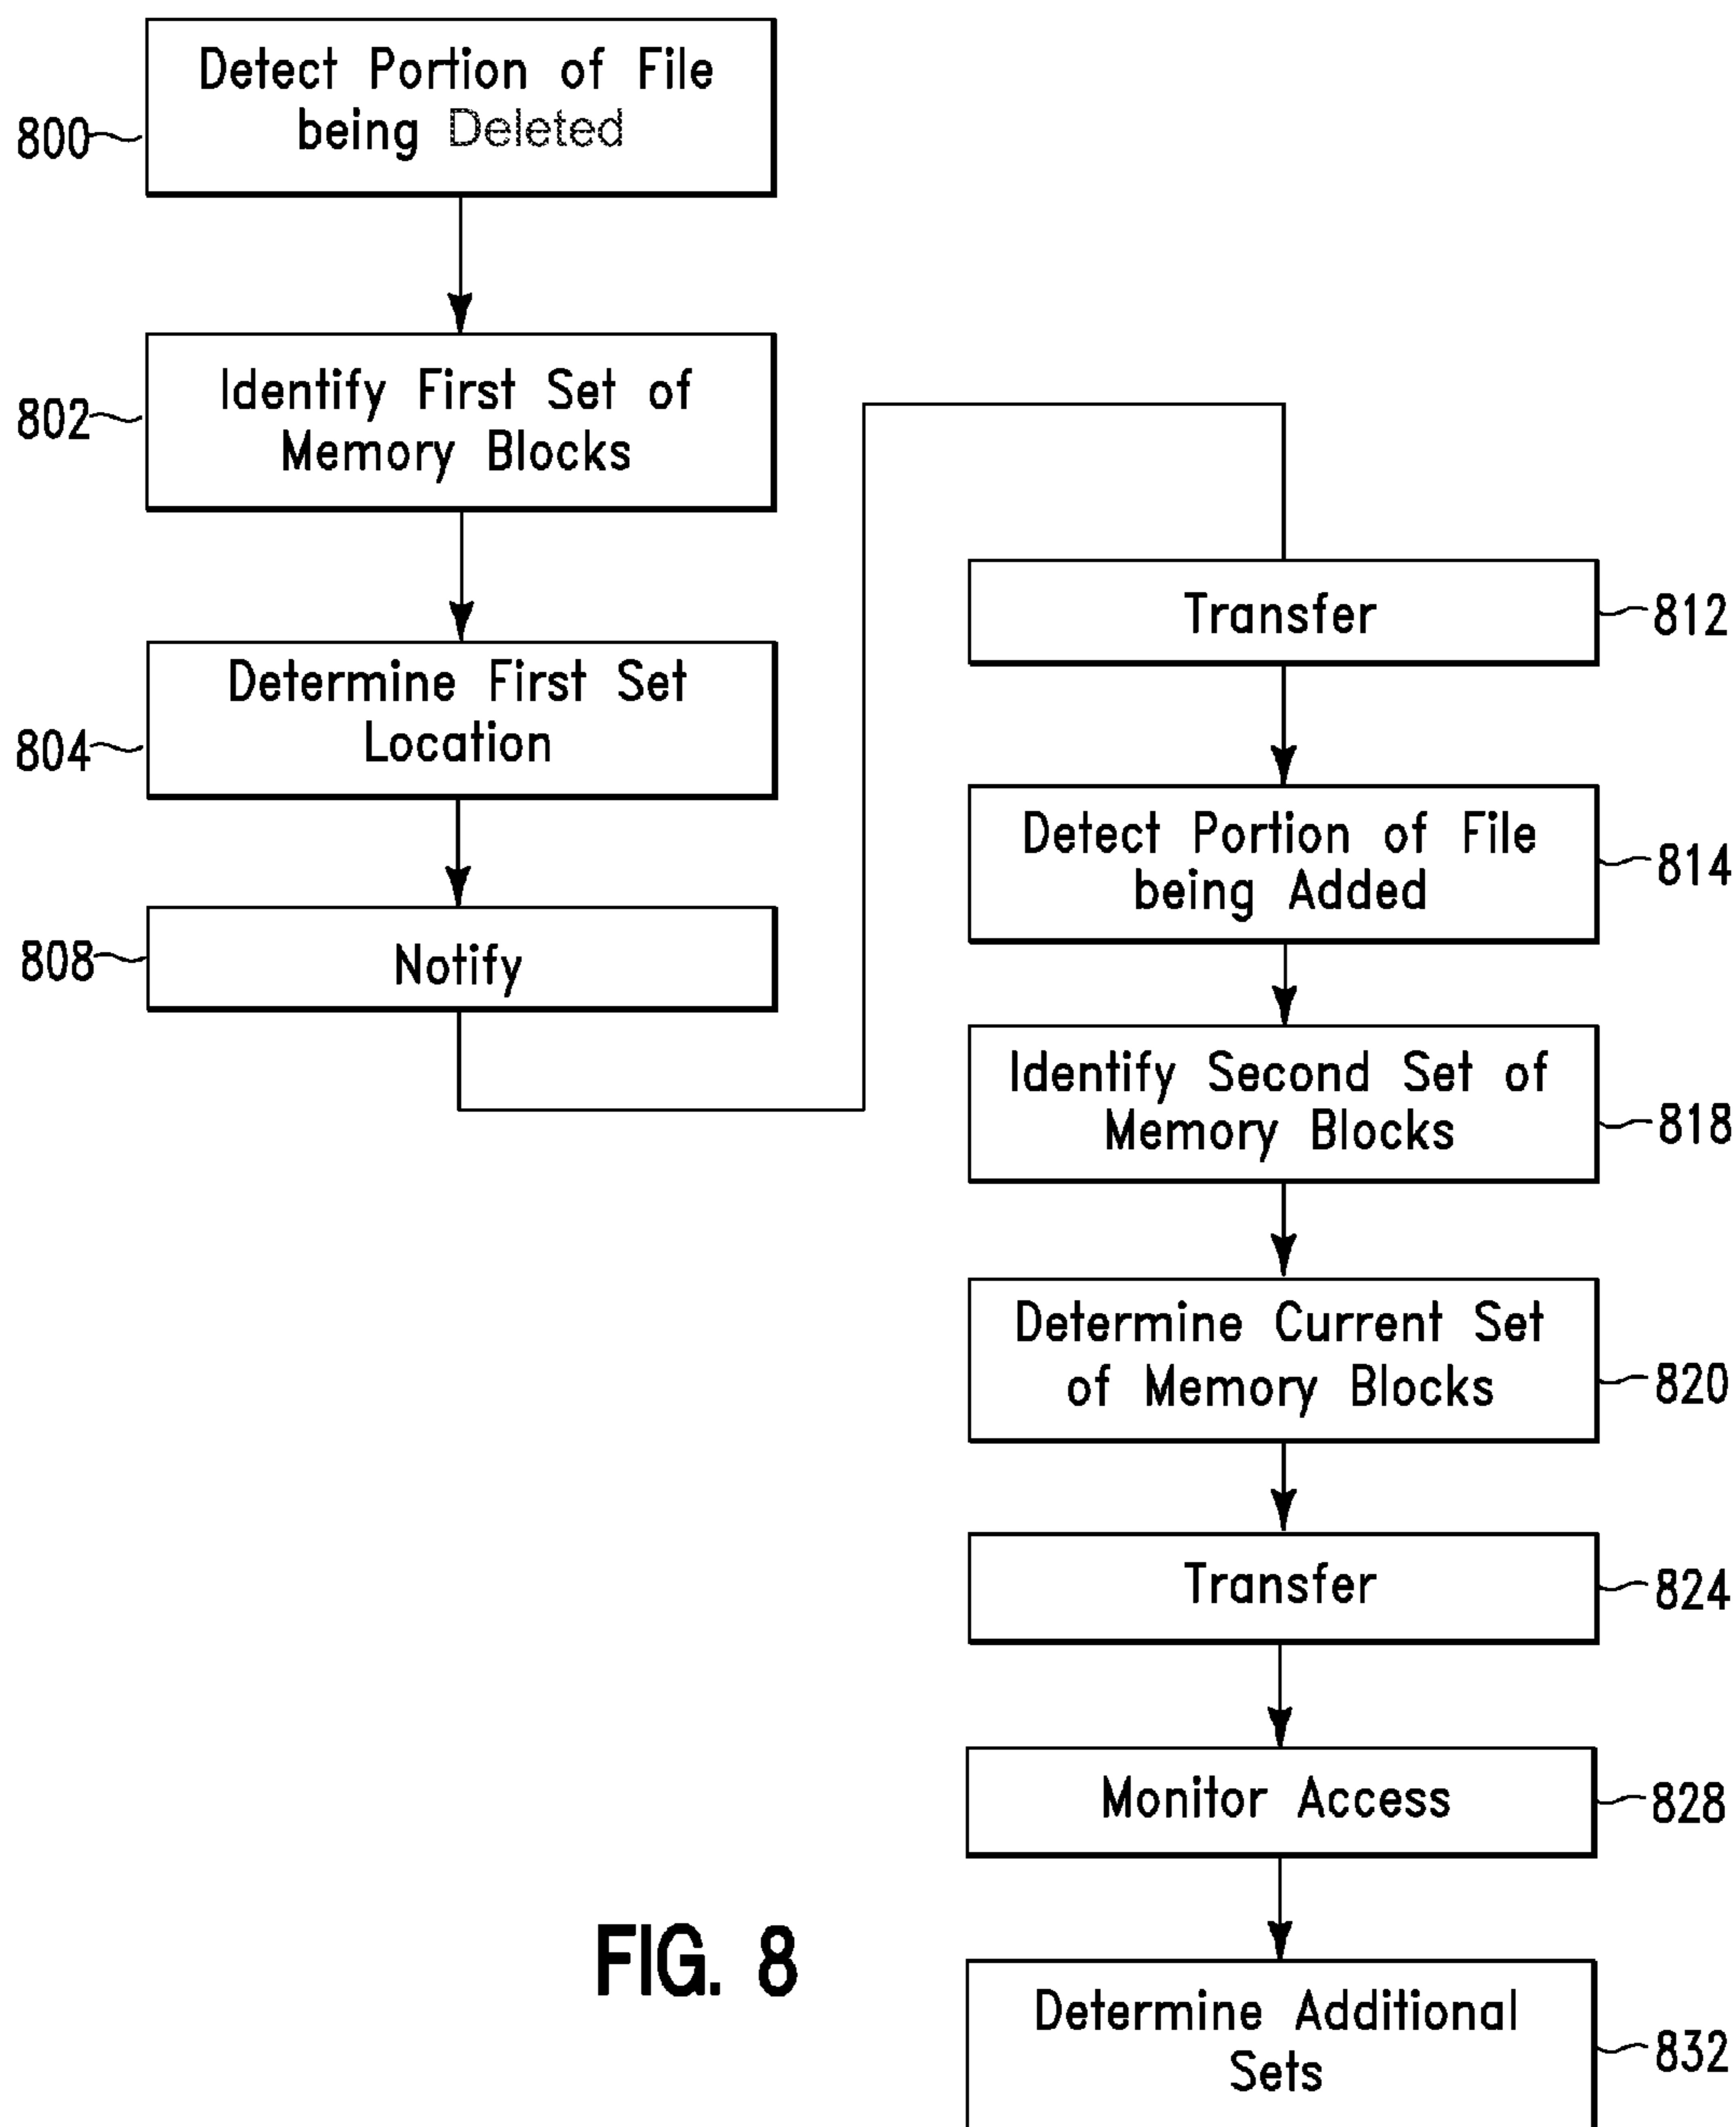 Detect Portion of File
being Deleted
800
Identify First Set of
Memory Blocks
802
Determine First Set
Location
804
Notify
808
Transfer
812
Detect Portion of File
being Added
814
Identify Second Set of
Memory Blocks
818
Determine Current Set
of Memory Blocks
820
Transfer
824
Monitor Access
828
Determine Additional
Sets
832
FIG. 8